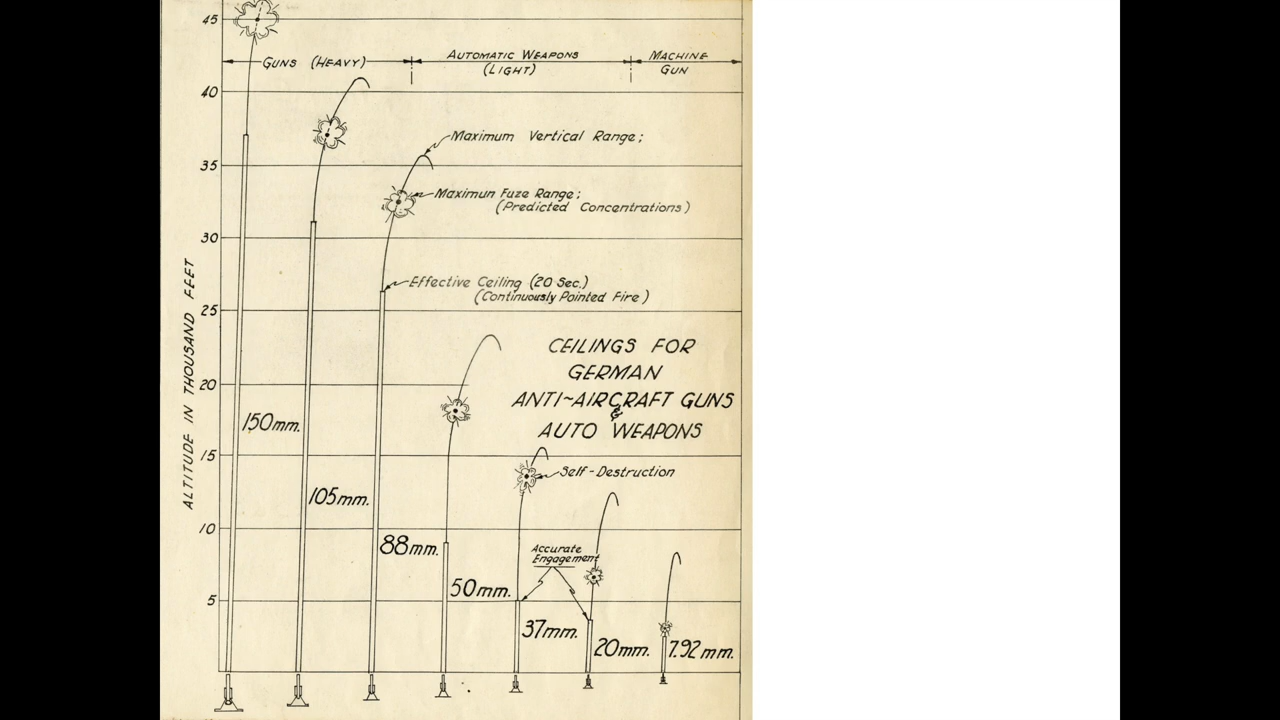 45
GUNS (HEAVY)
AUTOMATIC WEAPONS
(LIGHT)
MACHINE
GUN
40
Maximum Vertical Range;
35
Maximun Fuze Range;
(Predicted Concentrations)
30
Effective Ceiling (20 Sec.)
(Continuously Pointed Fire)
25
ALTITUDE IN THOUSAND FEET
CEILINGS FOR
GERMAN
ANTI~AIRCRAFT GUNS
&
AUTO WEAPONS
20
150mm.
15
Self-Destruction
105mm.
10
88mm.
Accurate
Engagement
50mm.
5
37mm.
20mm.
7.92mm.